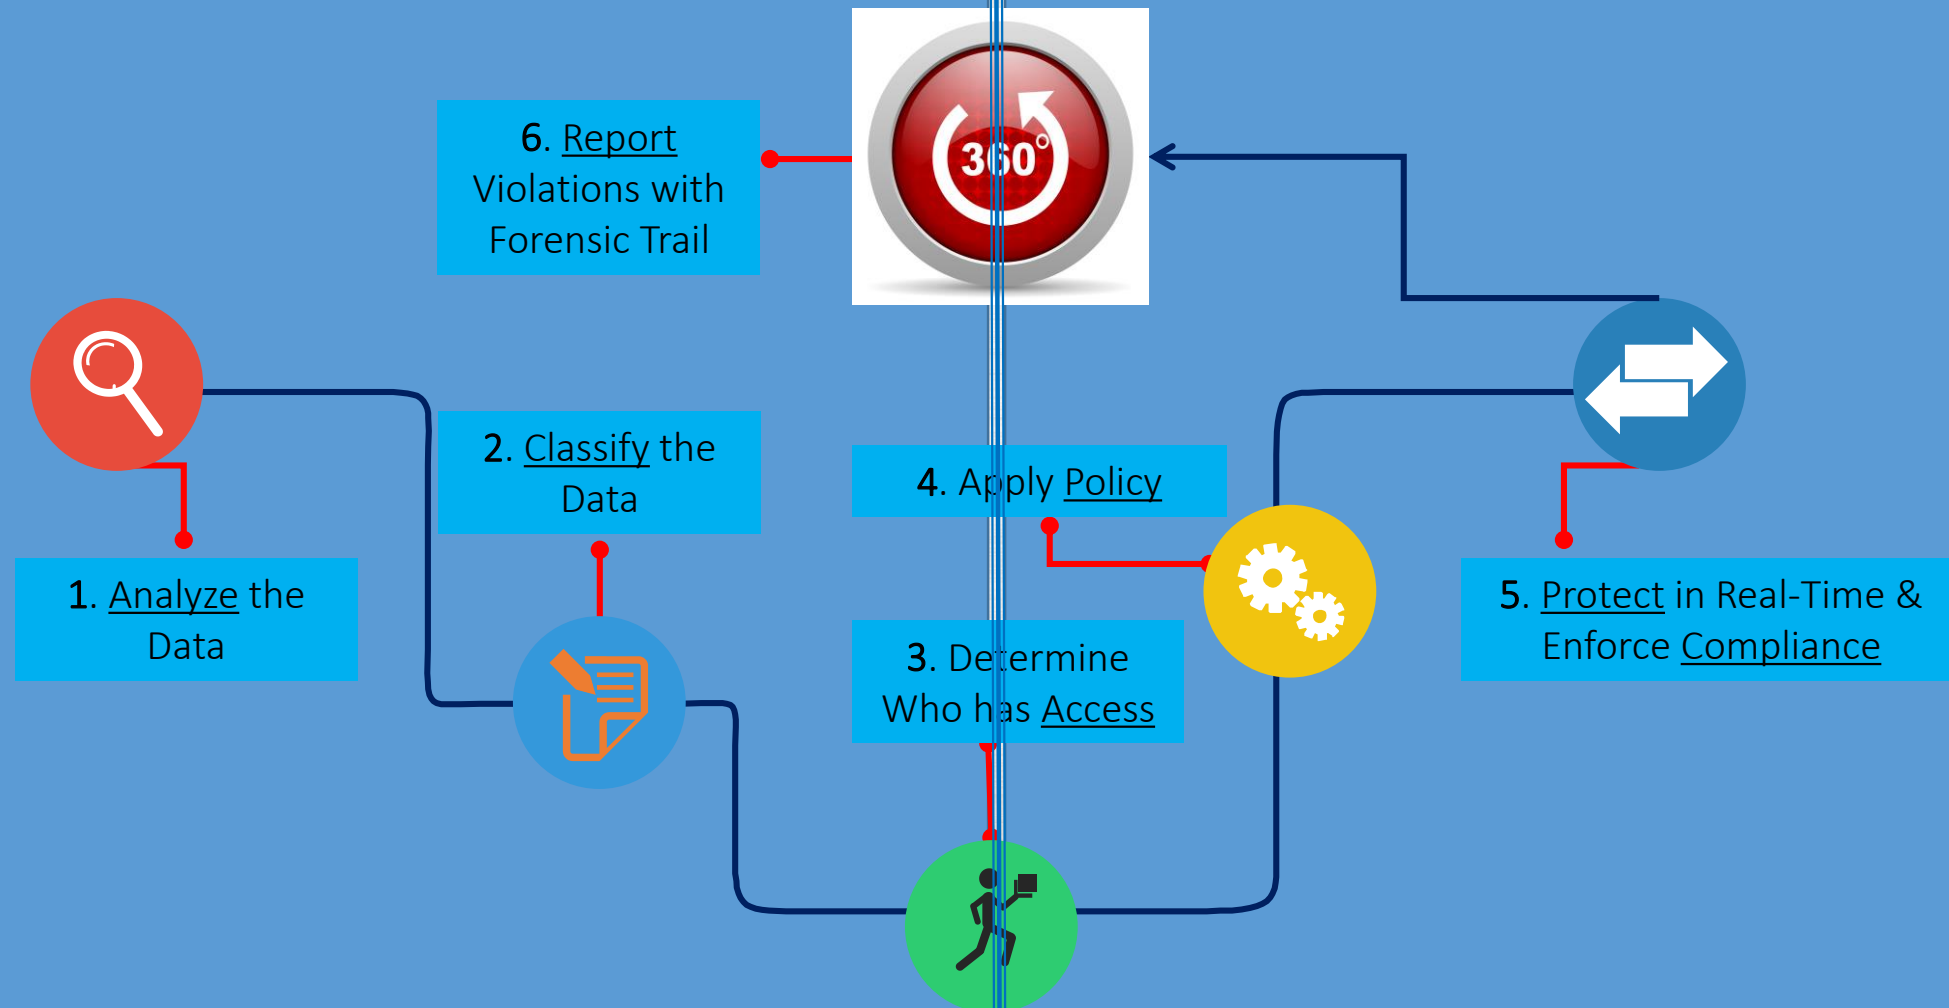 1. Analyze the
Data
2. Classify the
Data
3. Determine
Who has Access
4. Apply Policy
5. Protect in Real-Time &
Enforce Compliance
6. Report
Violations with
Forensic Trail
360°